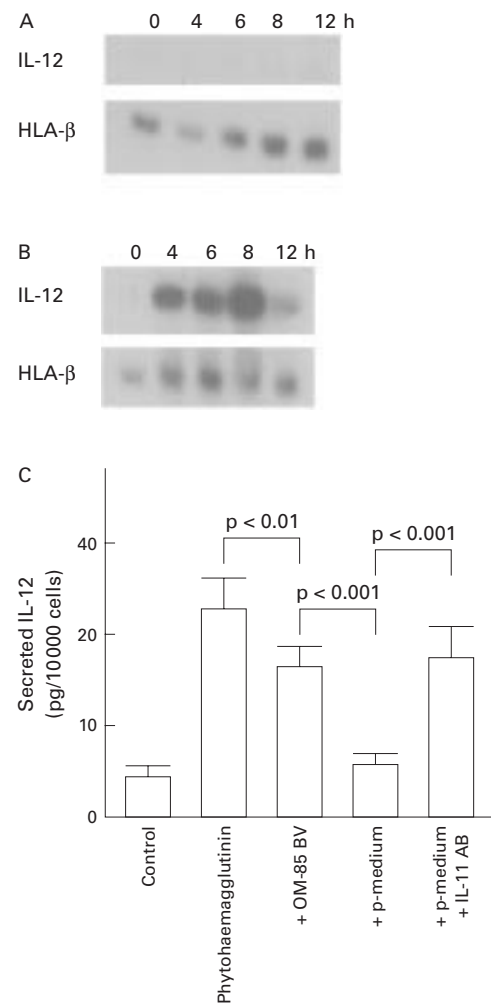 A
0 4 6 8 12 h
IL-12
HLA-β
B
0 4 6 8 12 h
IL-12
HLA-β
C
Secreted IL-12
(pg/10000 cells)
40
20
10
0
p < 0.01
p < 0.001
p < 0.001
Control
Phytohaemagglutinin
+ OM-85 BV
+ p-medium
+ p-medium
+ IL-11 AB